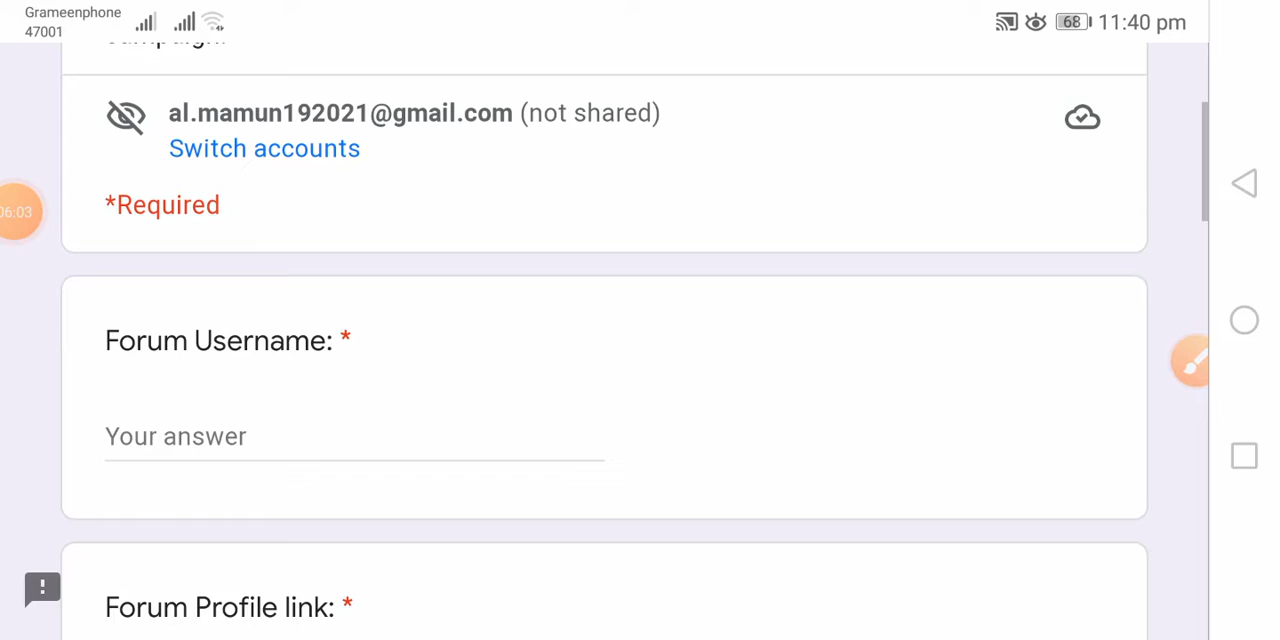 Grameenphone
47001
68
11:40 pm
al.mamun192021@gmail.com (not shared)
Switch accounts
*Required
06:03
Forum Username: *
Your answer
Forum Profile link: *